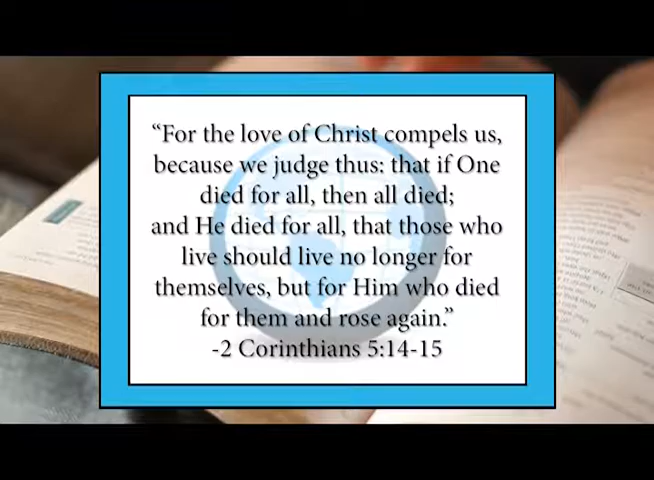 “For the love of Christ compels us,
because we judge thus: that if One
died for all, then all died;
and He died for all, that those who
live should live no longer for
themselves, but for Him who died
for them and rose again.”
-2 Corinthians 5:14-15